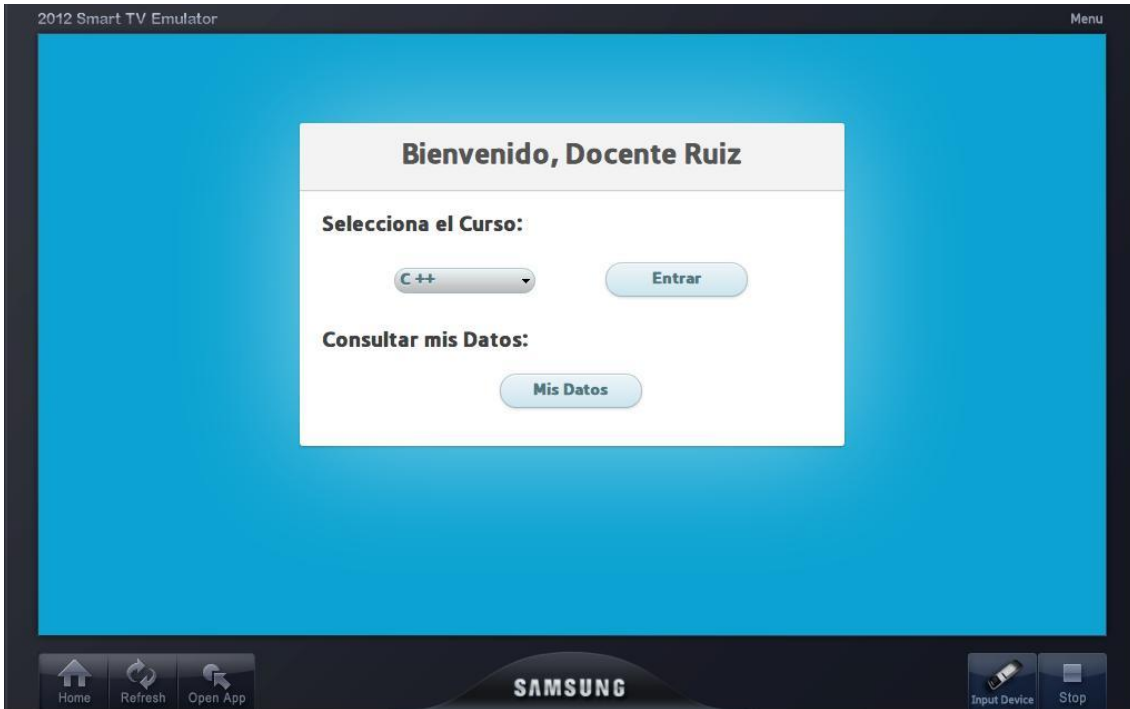 2012 Smart TV Emulator
Menu
Bienvenido, Docente Ruiz
Selecciona el Curso:
C ++
Entrar
Consultar mis Datos:
Mis Datos
Home
Refresh
Open App
SAMSUNG
Input Device
Stop